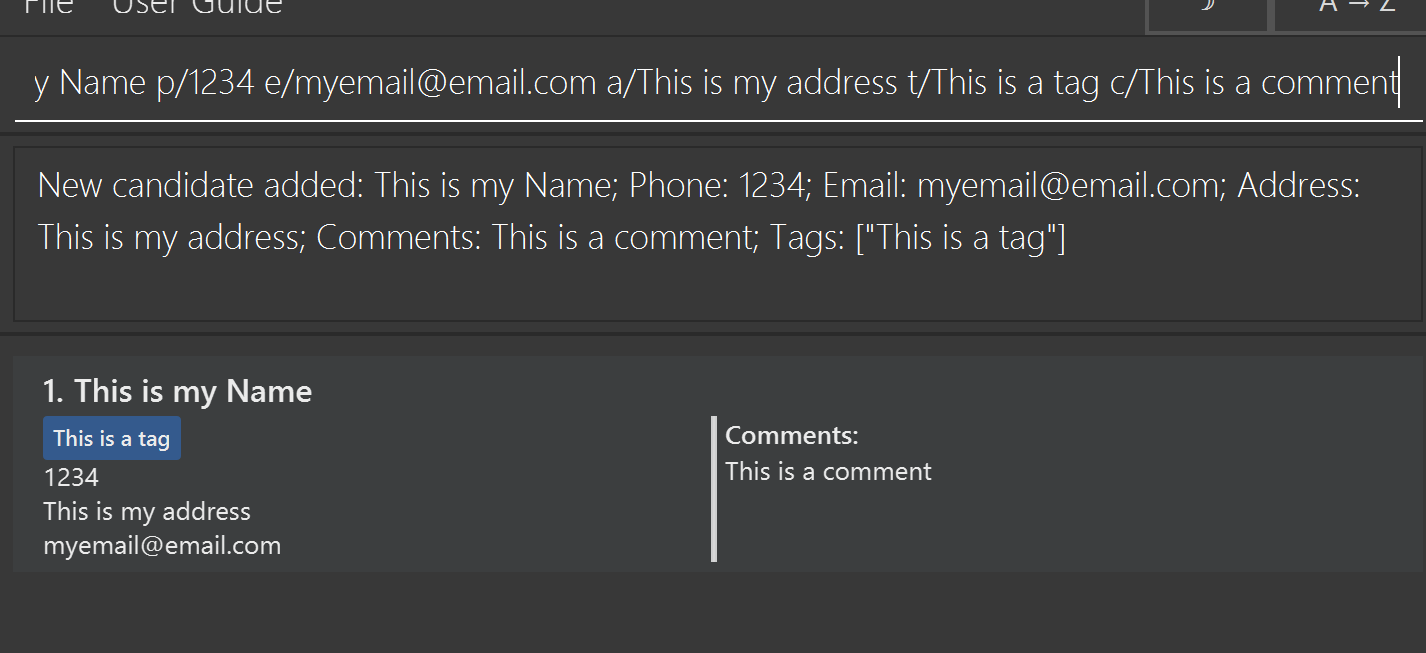 File User Guide A → Z
y Name p/1234 e/myemail@email.com a/This is my address t/This is a tag c/This is a comment
New candidate added: This is my Name; Phone: 1234; Email: myemail@email.com; Address:
This is my address; Comments: This is a comment; Tags: ["This is a tag"]
1. This is my Name
This is a tag
1234
This is my address
myemail@email.com
Comments:
This is a comment